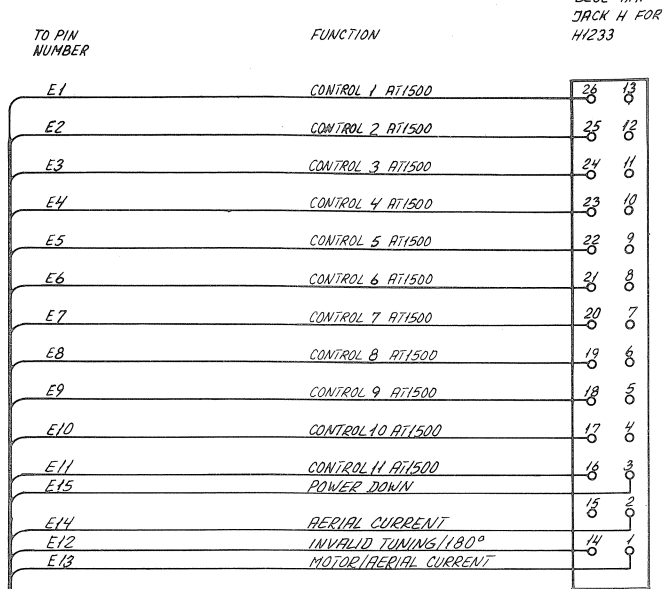 JACK H FOR
TO PIN FUNCTION H1233
NUMBER
E1 CONTROL 1 AT1500 26 13
E2 CONTROL 2 AT1500 25 12
E3 CONTROL 3 AT1500 24 11
E4 CONTROL 4 AT1500 23 10
E5 CONTROL 5 AT1500 22 9
E6 CONTROL 6 AT1500 21 8
E7 CONTROL 7 AT1500 20 7
E8 CONTROL 8 AT1500 19 6
E9 CONTROL 9 AT1500 18 5
E10 CONTROL 10 AT1500 17 4
E11 CONTROL 11 AT1500 16 3
E15 POWER DOWN
15 2
E14 AERIAL CURRENT
E12 INVALID TUNING/180° 14 1
E13 MOTOR/AERIAL CURRENT